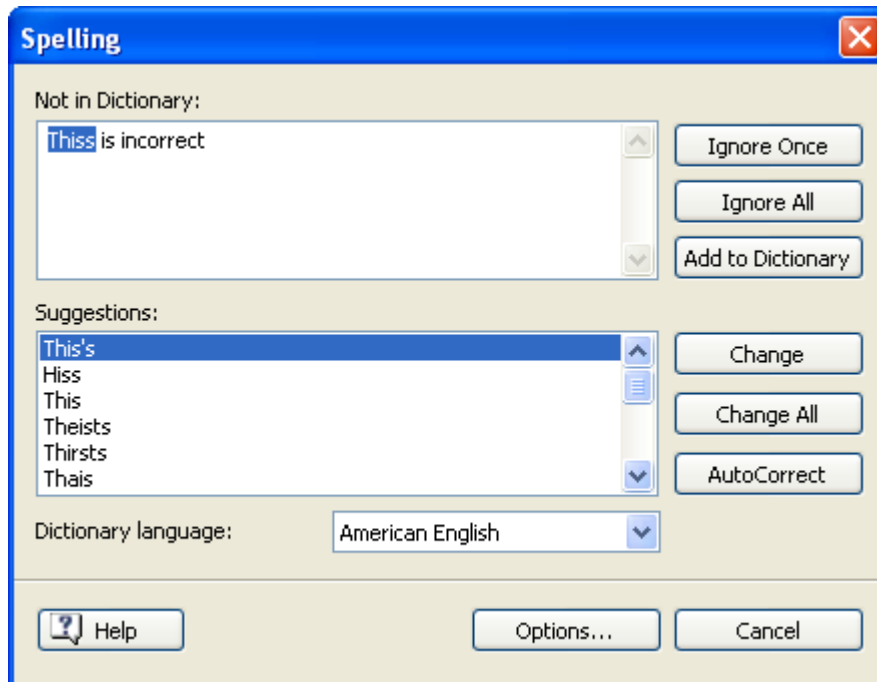 Spelling
Not in Dictionary:
Thiss is incorrect
Ignore Once
Ignore All
Add to Dictionary
Suggestions:
This's
Hiss
This
Theists
Thirsts
Thais
Change
Change All
AutoCorrect
Dictionary language:
American English
Help
Options...
Cancel